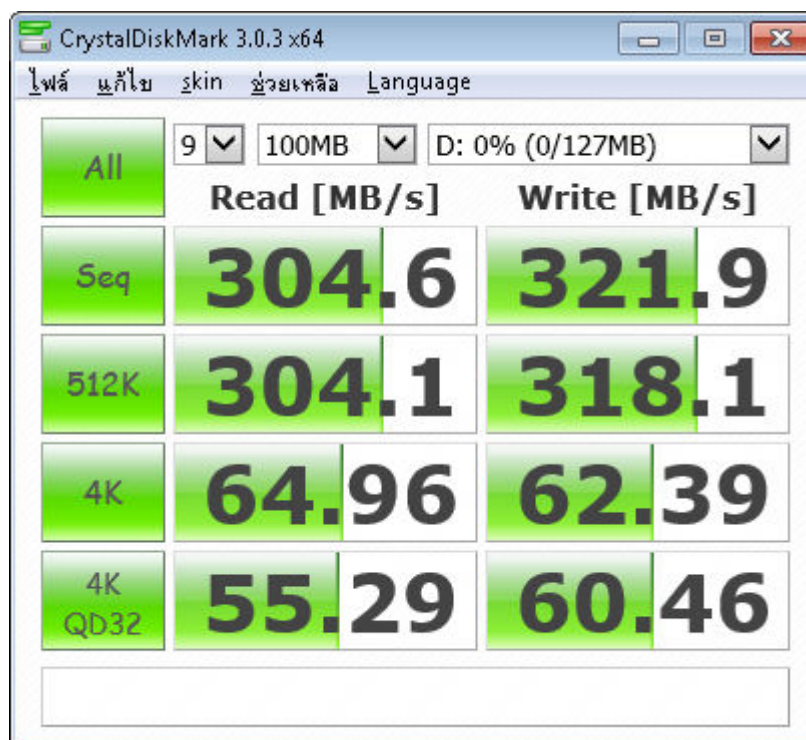 CrystalDiskMark 3.0.3 x64
ไฟล์ แก้ไข skin ช่วยเหลือ Language
All 9 100MB D: 0% (0/127MB)
Read [MB/s] Write [MB/s]
Seq 304.6 321.9
512K 304.1 318.1
4K 64.96 62.39
4K
QD32 55.29 60.46